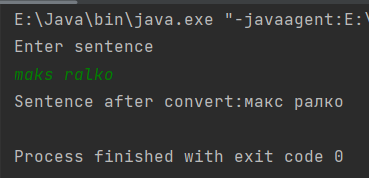 E:\Java\bin\java.exe "-javaagent:E:\
Enter sentence
maks ralko
Sentence after convert:макс ралко
Process finished with exit code 0